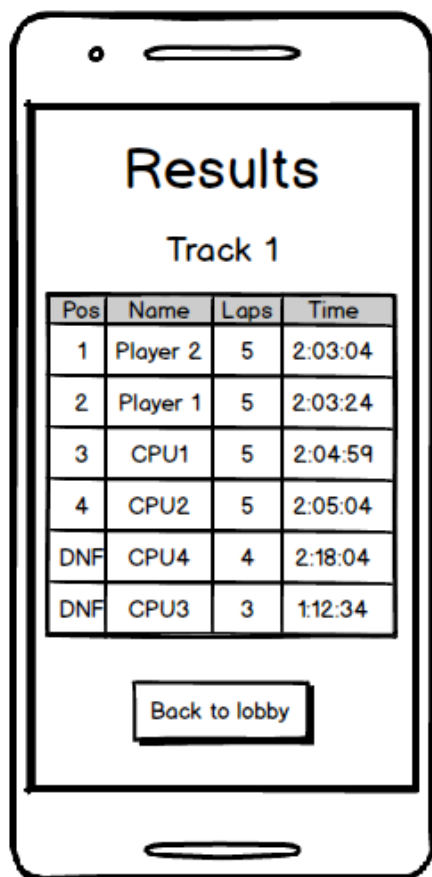 Results
Track 1
Pos Name Laps Time
1 Player 2 5 2:03:04
2 Player 1 5 2:03:24
3 CPU1 5 2:04:59
4 CPU2 5 2:05:04
DNF CPU4 4 2:18:04
DNF CPU3 3 1:12:34
Back to lobby